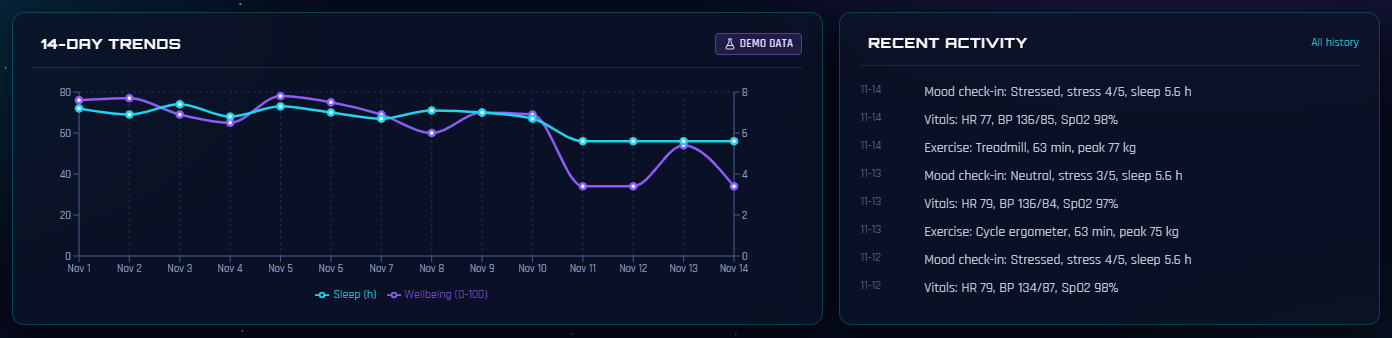 14-DAY TRENDS
DEMO DATA
80
60
40
20
0
8
6
4
2
0
Nov 1 Nov 2 Nov 3 Nov 4 Nov 5 Nov 6 Nov 7 Nov 8 Nov 9 Nov 10 Nov 11 Nov 12 Nov 13 Nov 14
Sleep (h) Wellbeing (0-100)
RECENT ACTIVITY
All history
11-14 Mood check-in: Stressed, stress 4/5, sleep 5.6 h
11-14 Vitals: HR 77, BP 136/85, SpO2 98%
11-14 Exercise: Treadmill, 63 min, peak 77 kg
11-13 Mood check-in: Neutral, stress 3/5, sleep 5.6 h
11-13 Vitals: HR 79, BP 136/84, SpO2 97%
11-13 Exercise: Cycle ergometer, 63 min, peak 75 kg
11-12 Mood check-in: Stressed, stress 4/5, sleep 5.6 h
11-12 Vitals: HR 79, BP 134/87, SpO2 98%